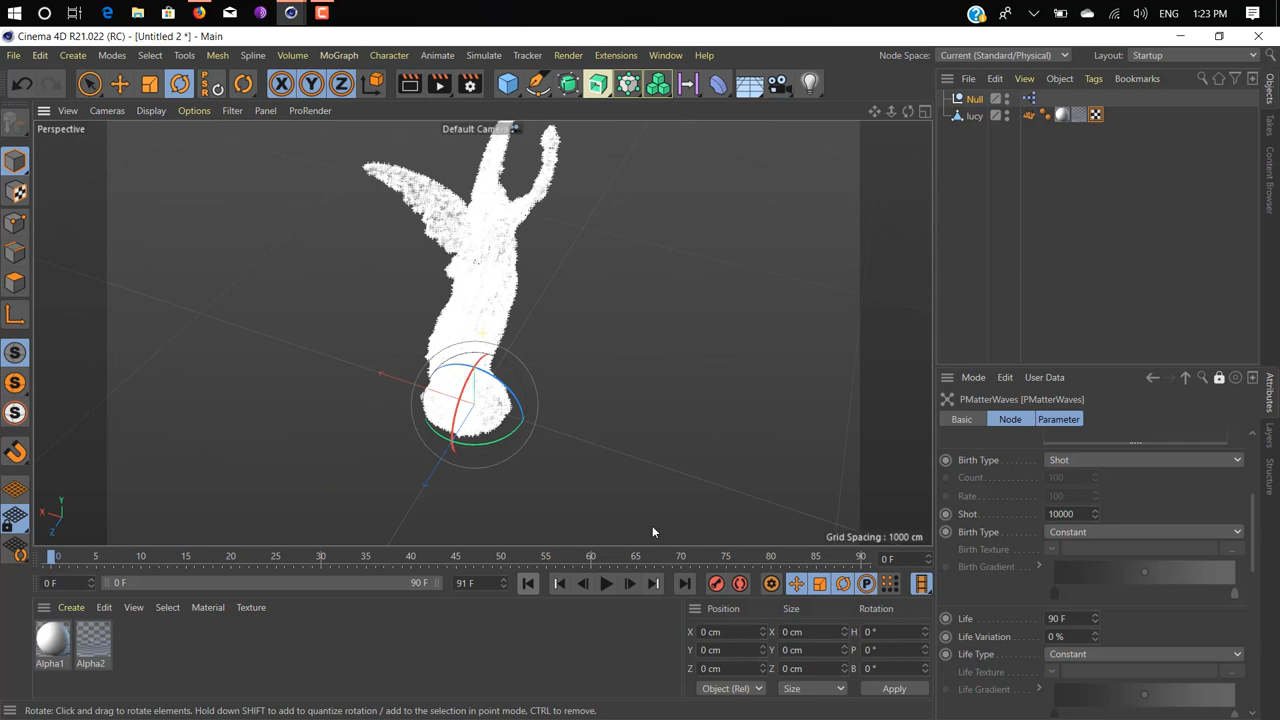 ENG
1:23 PM
Cinema 4D R21.022 (RC) - [Untitled 2 *] - Main
File Edit Create Modes Select Tools Mesh Spline Volume MoGraph Character Animate Simulate Tracker Render Extensions Window Help
Node Space: Current (Standard/Physical) Layout: Startup
File Edit View Object Tags Bookmarks
View Cameras Display Options Filter Panel ProRender
Perspective
Default Camera
Null
lucy
Objects
Takes
Content Browser
Mode Edit User Data
PMatterWaves [PMatterWaves]
Basic Node Parameter
Attributes
Layers
Structure
Birth Type Shot
Count 100
Rate 100
Shot 10000
Birth Type Constant
Birth Texture
Birth Gradient
Life 90 F
Life Variation 0 %
Life Type Constant
Life Texture
Life Gradient
X
Y
Z
Grid Spacing : 1000 cm
0 5 10 15 20 25 30 35 40 45 50 55 60 65 70 75 80 85 90
0 F
0 F 0 F 90 F 91 F
Create Edit View Select Material Texture
Alpha1
Alpha2
Position Size Rotation
X 0 cm X 0 cm H 0 °
Y 0 cm Y 0 cm P 0 °
Z 0 cm Z 0 cm B 0 °
Object (Rel) Size Apply
Rotate: Click and drag to rotate elements. Hold down SHIFT to add to quantize rotation / add to the selection in point mode, CTRL to remove.